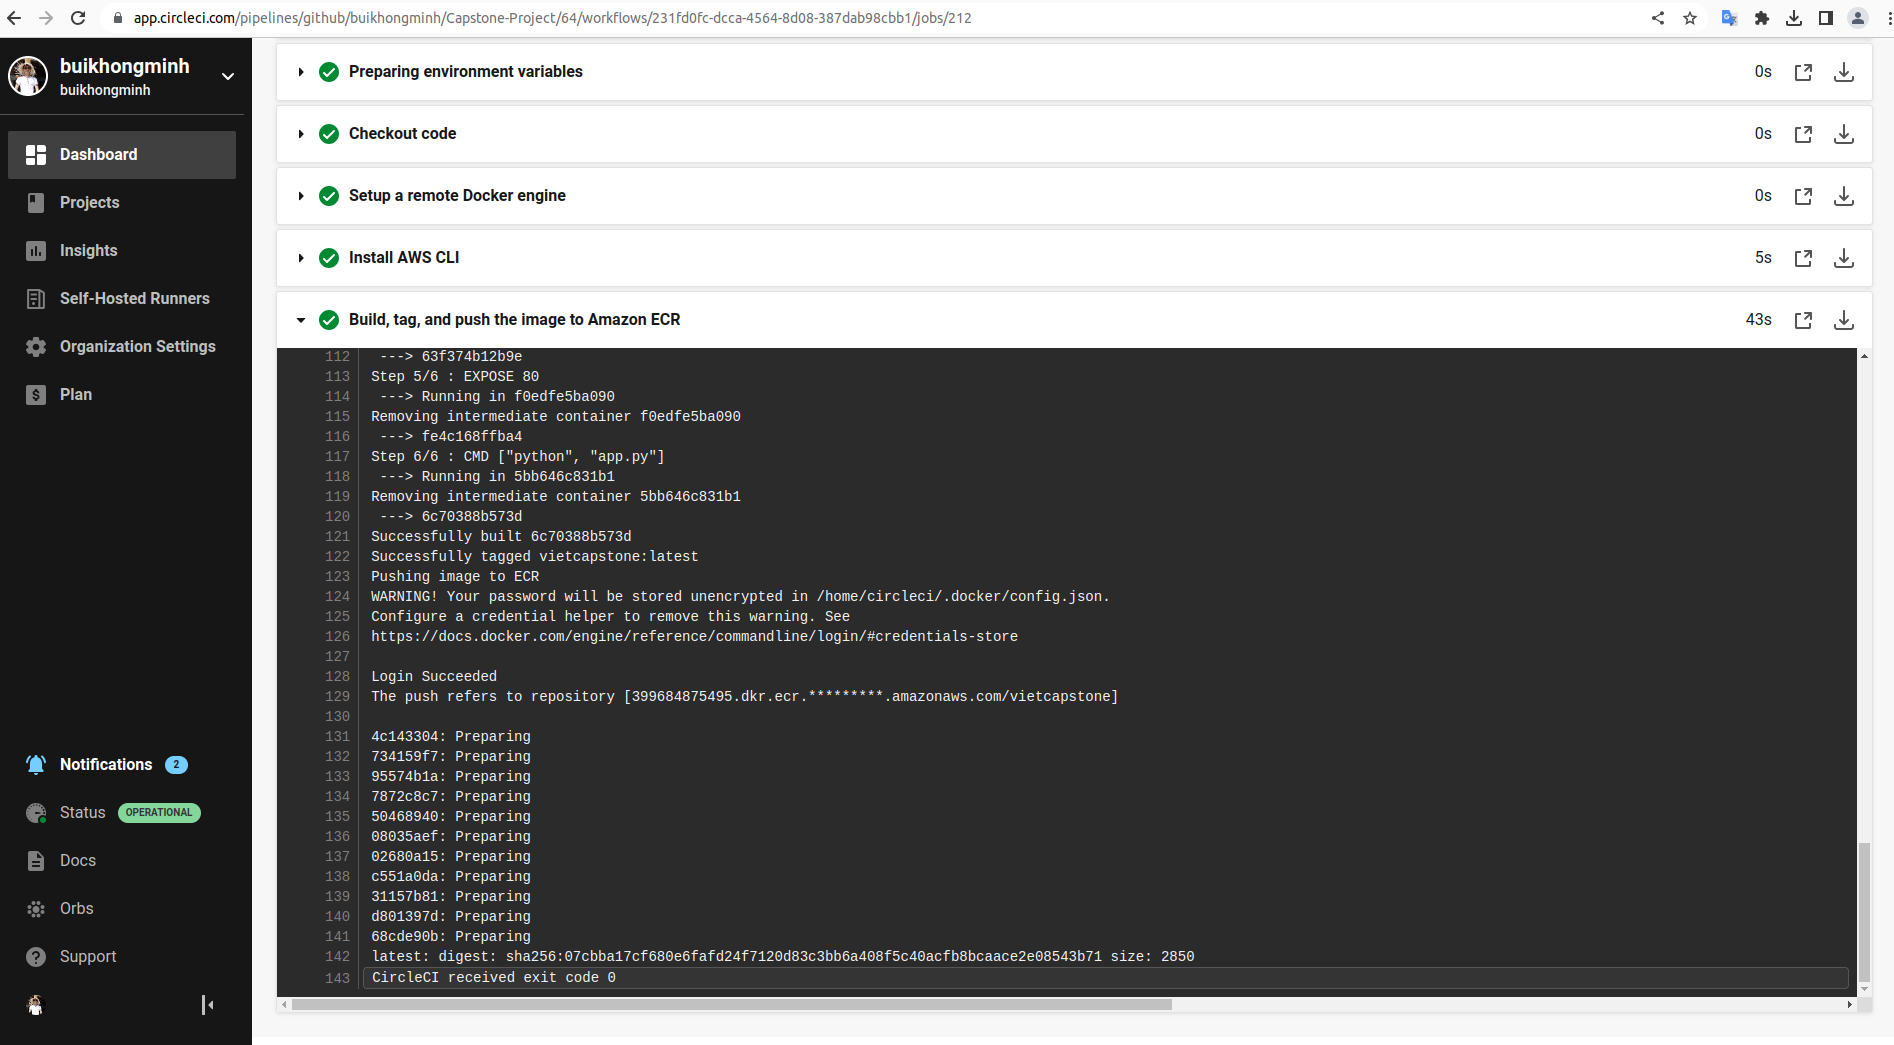 app.circleci.com/pipelines/github/buikhongminh/Capstone-Project/64/workflows/231fd0fc-dcca-4564-8d08-387dab98cbb1/jobs/212
buikhongminh
buikhongminh
Dashboard
Projects
Insights
Self-Hosted Runners
Organization Settings
Plan
Notifications 2
Status OPERATIONAL
Docs
Orbs
Support
Preparing environment variables 0s
Checkout code 0s
Setup a remote Docker engine 0s
Install AWS CLI 5s
Build, tag, and push the image to Amazon ECR 43s
112 ---> 63f374b12b9e
113 Step 5/6 : EXPOSE 80
114 ---> Running in f0edfe5ba090
115 Removing intermediate container f0edfe5ba090
116 ---> fe4c168ffba4
117 Step 6/6 : CMD ["python", "app.py"]
118 ---> Running in 5bb646c831b1
119 Removing intermediate container 5bb646c831b1
120 ---> 6c70388b573d
121 Successfully built 6c70388b573d
122 Successfully tagged vietcapstone:latest
123 Pushing image to ECR
124 WARNING! Your password will be stored unencrypted in /home/circleci/.docker/config.json.
125 Configure a credential helper to remove this warning. See
126 https://docs.docker.com/engine/reference/commandline/login/#credentials-store
127
128 Login Succeeded
129 The push refers to repository [399684875495.dkr.ecr.*********.amazonaws.com/vietcapstone]
130
131 4c143304: Preparing
132 734159f7: Preparing
133 95574b1a: Preparing
134 7872c8c7: Preparing
135 50468940: Preparing
136 08035aef: Preparing
137 02680a15: Preparing
138 c551a0da: Preparing
139 31157b81: Preparing
140 d801397d: Preparing
141 68cde90b: Preparing
142 latest: digest: sha256:07cbba17cf680e6fafd24f7120d83c3bb6a408f5c40acfb8bcaace2e08543b71 size: 2850
143 CircleCI received exit code 0